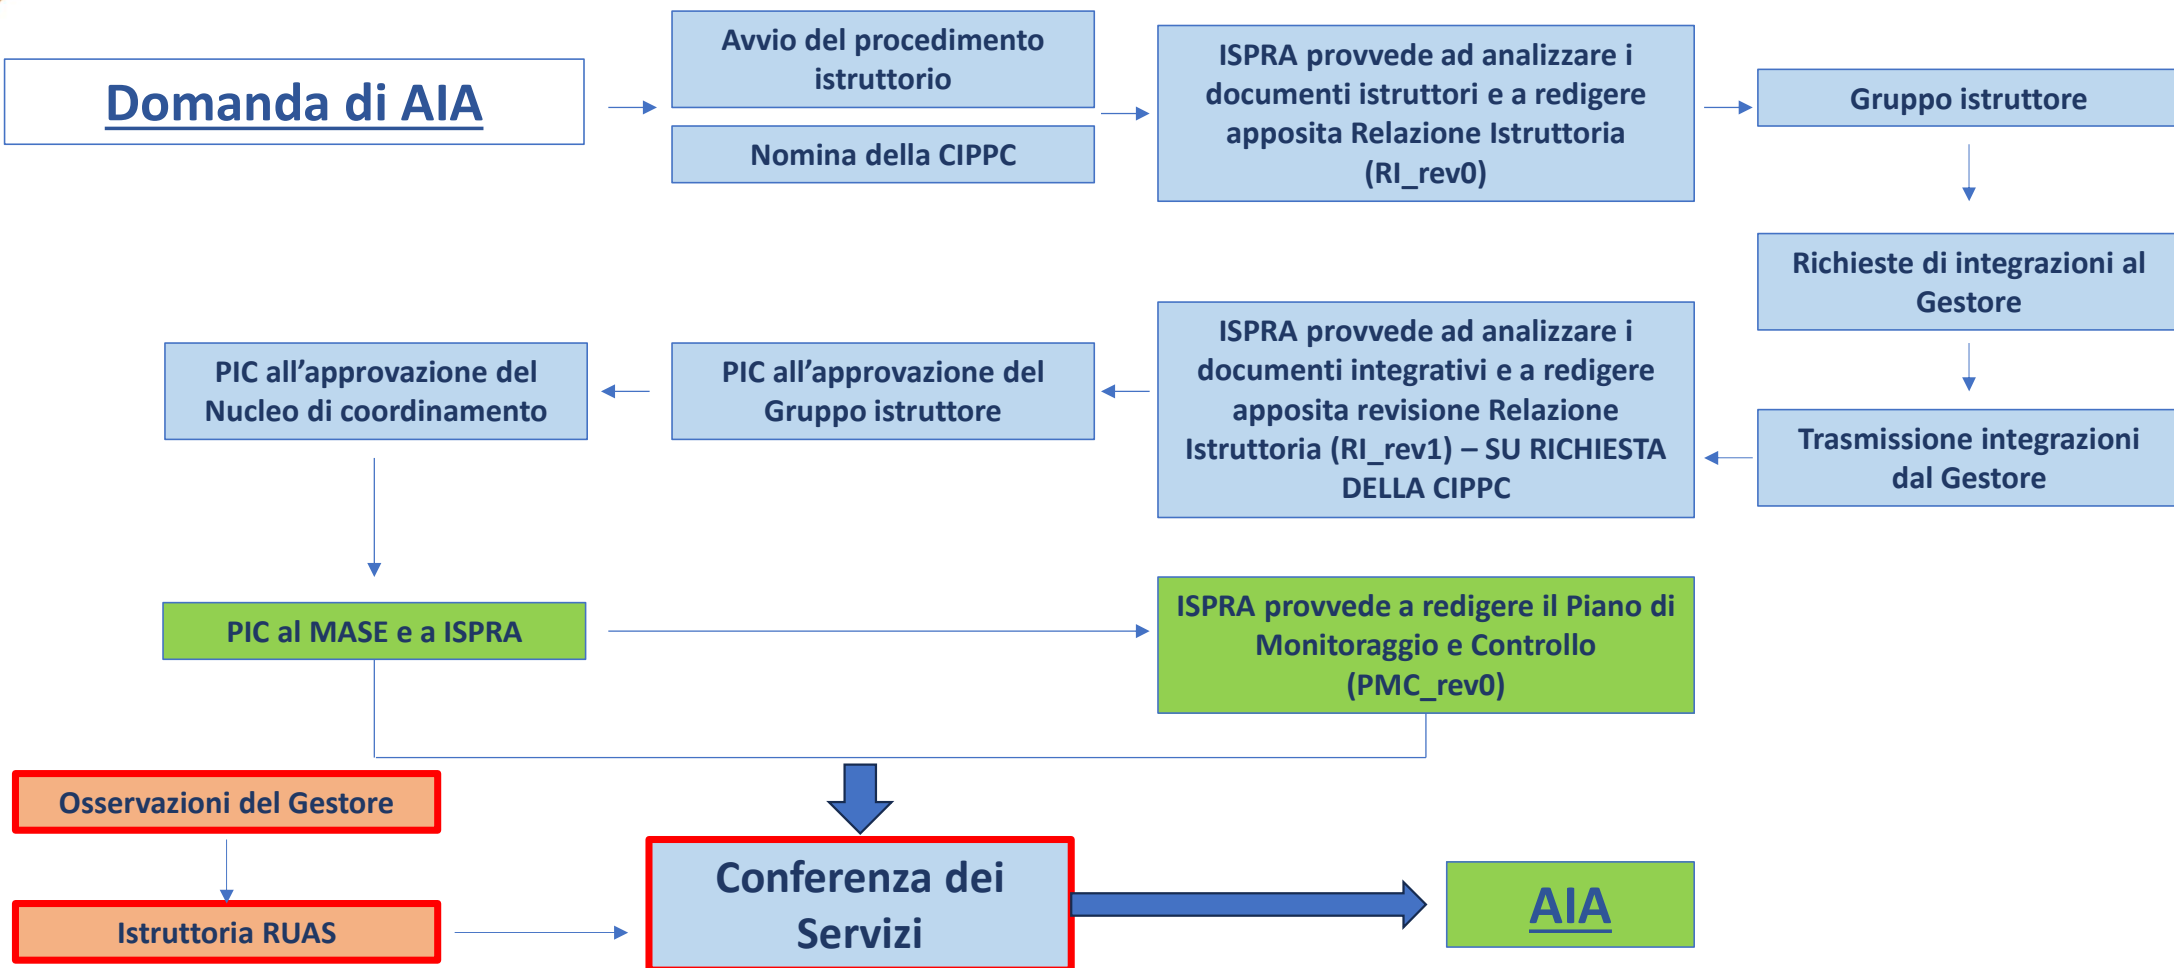 Domanda di AIA
Avvio del procedimento
istruttorio
Nomina della CIPPC
ISPRA provvede ad analizzare i
documenti istruttori e a redigere
apposita Relazione Istruttoria
(RI_rev0)
Gruppo istruttore
Richieste di integrazioni al
Gestore
Trasmissione integrazioni
dal Gestore
ISPRA provvede ad analizzare i
documenti integrativi e a redigere
apposita revisione Relazione
Istruttoria (RI_rev1) – SU RICHIESTA
DELLA CIPPC
PIC all’approvazione del
Gruppo istruttore
PIC all’approvazione del
Nucleo di coordinamento
PIC al MASE e a ISPRA
ISPRA provvede a redigere il Piano di
Monitoraggio e Controllo
(PMC_rev0)
Osservazioni del Gestore
Istruttoria RUAS
Conferenza dei
Servizi
AIA